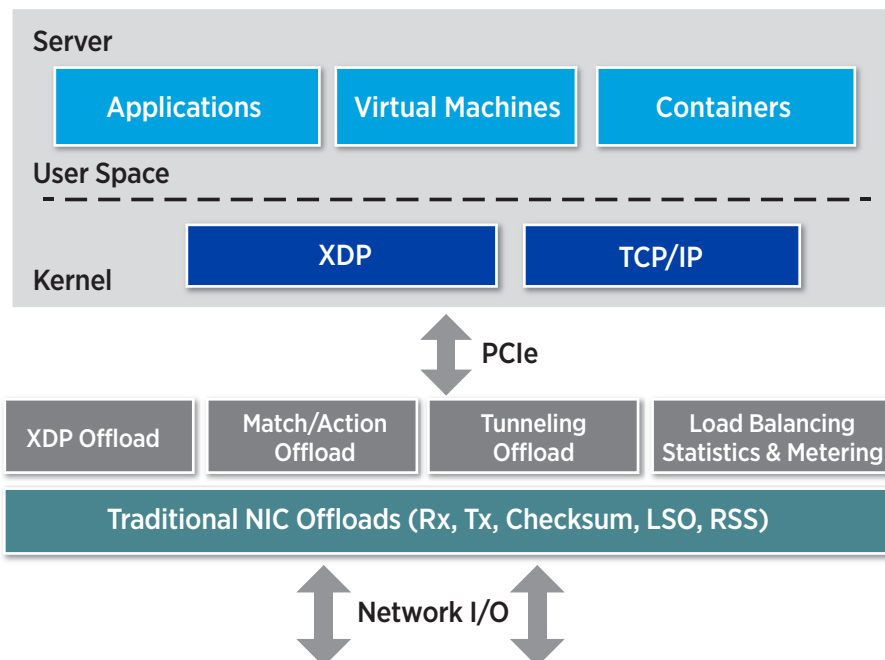 Server
Applications
Virtual Machines
Containers
User Space
XDP
TCP/IP
Kernel
PCIe
XDP Offload
Match/Action
Offload
Tunneling
Offload
Load Balancing
Statistics & Metering
Traditional NIC Offloads (Rx, Tx, Checksum, LSO, RSS)
Network I/O